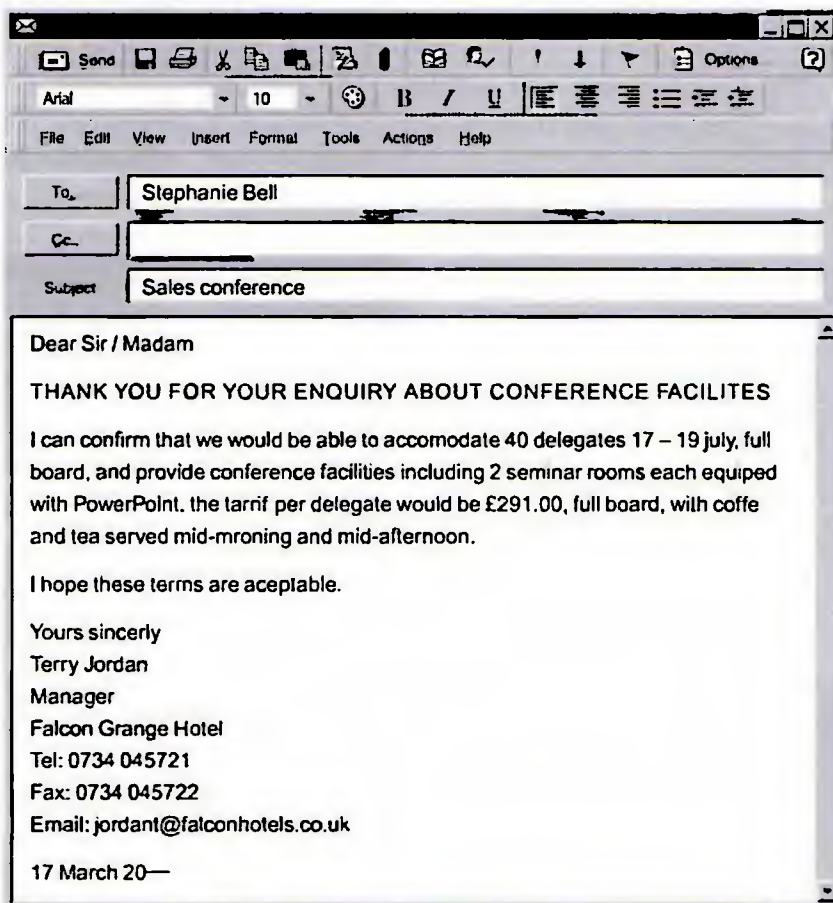 Send
Options
Arial
10
B I U
File Edit View Insert Format Tools Actions Help
To...
Stephanie Bell
Cc...
Subject
Sales conference
Dear Sir / Madam
THANK YOU FOR YOUR ENQUIRY ABOUT CONFERENCE FACILITES
I can confirm that we would be able to accomodate 40 delegates 17 – 19 july, full
board, and provide conference facilities including 2 seminar rooms each equiped
with PowerPoint. the tarrif per delegate would be £291.00, full board, with coffe
and tea served mid-mroning and mid-afternoon.
I hope these terms are aceptable.
Yours sincerly
Terry Jordan
Manager
Falcon Grange Hotel
Tel: 0734 045721
Fax: 0734 045722
Email: jordant@falconhotels.co.uk
17 March 20—